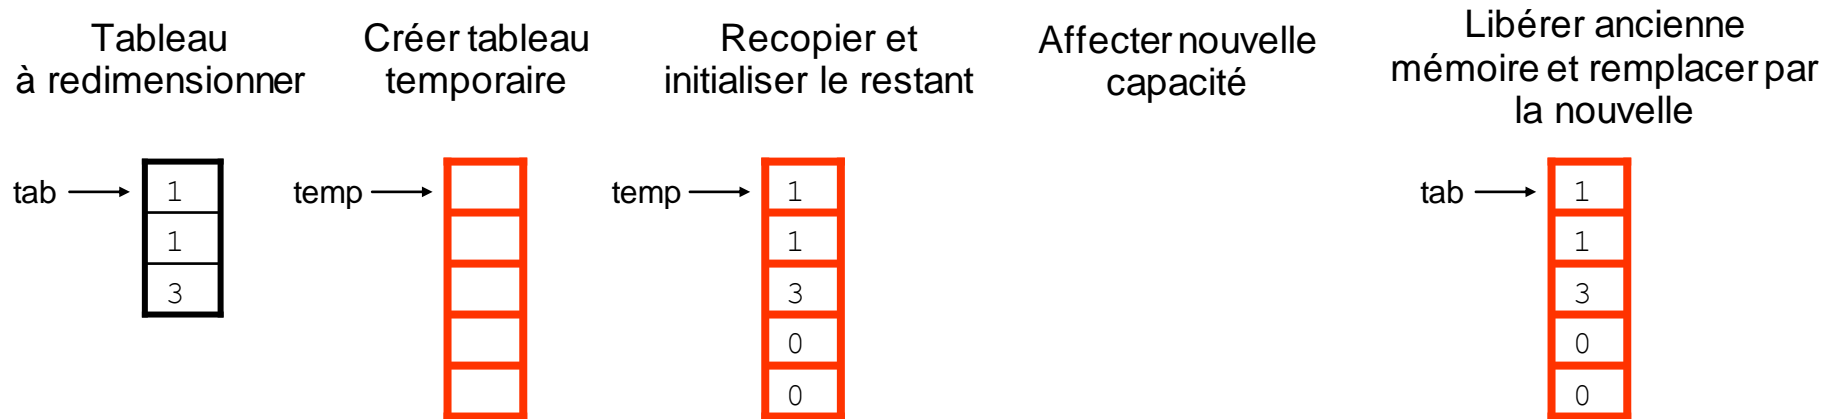 Tableau
à redimensionner
Créer tableau
temporaire
Recopier et
initialiser le restant
Affecter nouvelle
capacité
Libérer ancienne
mémoire et remplacer par
la nouvelle
tab
1
1
3
temp
temp
1
1
3
0
0
tab
1
1
3
0
0